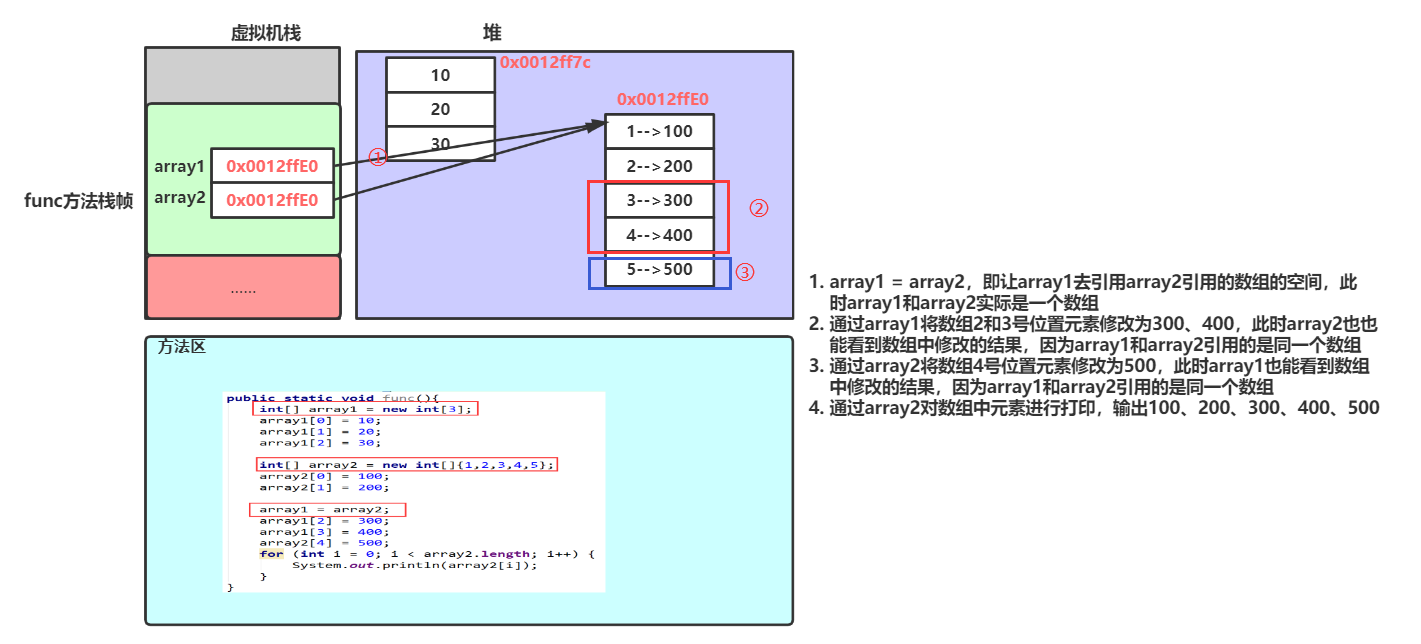 虚拟机栈
堆
0x0012ff7c
10
20
30
0x0012ffE0
1-->100
2-->200
3-->300
4-->400
5-->500
①
②
③
array1
0x0012ffE0
array2
0x0012ffE0
func方法栈帧
......
1. array1 = array2，即让array1去引用array2引用的数组的空间，此
时array1和array2实际是一个数组
2. 通过array1将数组2和3号位置元素修改为300、400，此时array2也也
能看到数组中修改的结果，因为array1和array2引用的是同一个数组
3. 通过array2将数组4号位置元素修改为500，此时array1也能看到数组
中修改的结果，因为array1和array2引用的是同一个数组
4. 通过array2对数组中元素进行打印，输出100、200、300、400、500
方法区
public static void func(){
int[] array1 = new int[3];
array1[0] = 10;
array1[1] = 20;
array1[2] = 30;
int[] array2 = new int[]{1,2,3,4,5};
array2[0] = 100;
array2[1] = 200;
array1 = array2;
array1[2] = 300;
array1[3] = 400;
array2[4] = 500;
for (int i = 0; i < array2.length; i++) {
System.out.println(array2[i]);
}
}